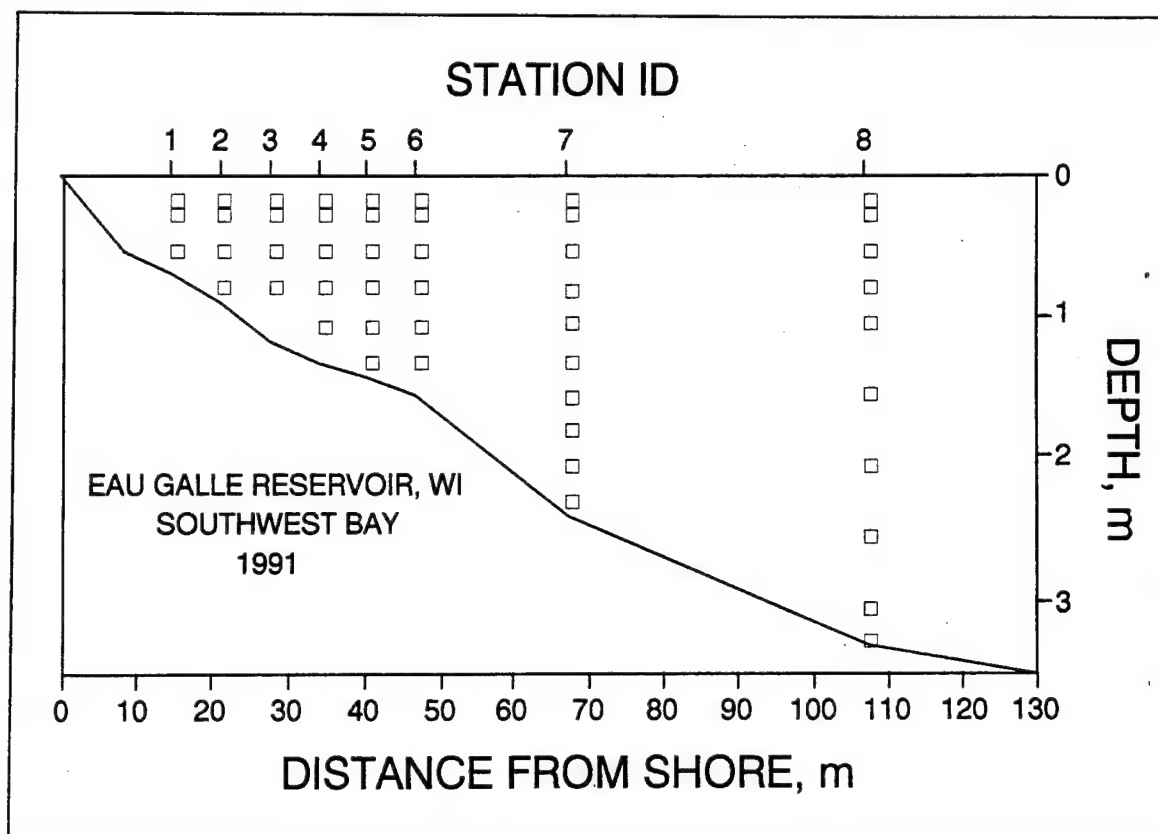 STATION ID
1 2 3 4 5 6 7 8
0
1
2
3
DEPTH, m
EAU GALLE RESERVOIR, WI
SOUTHWEST BAY
1991
0 10 20 30 40 50 60 70 80 90 100 110 120 130
DISTANCE FROM SHORE, m